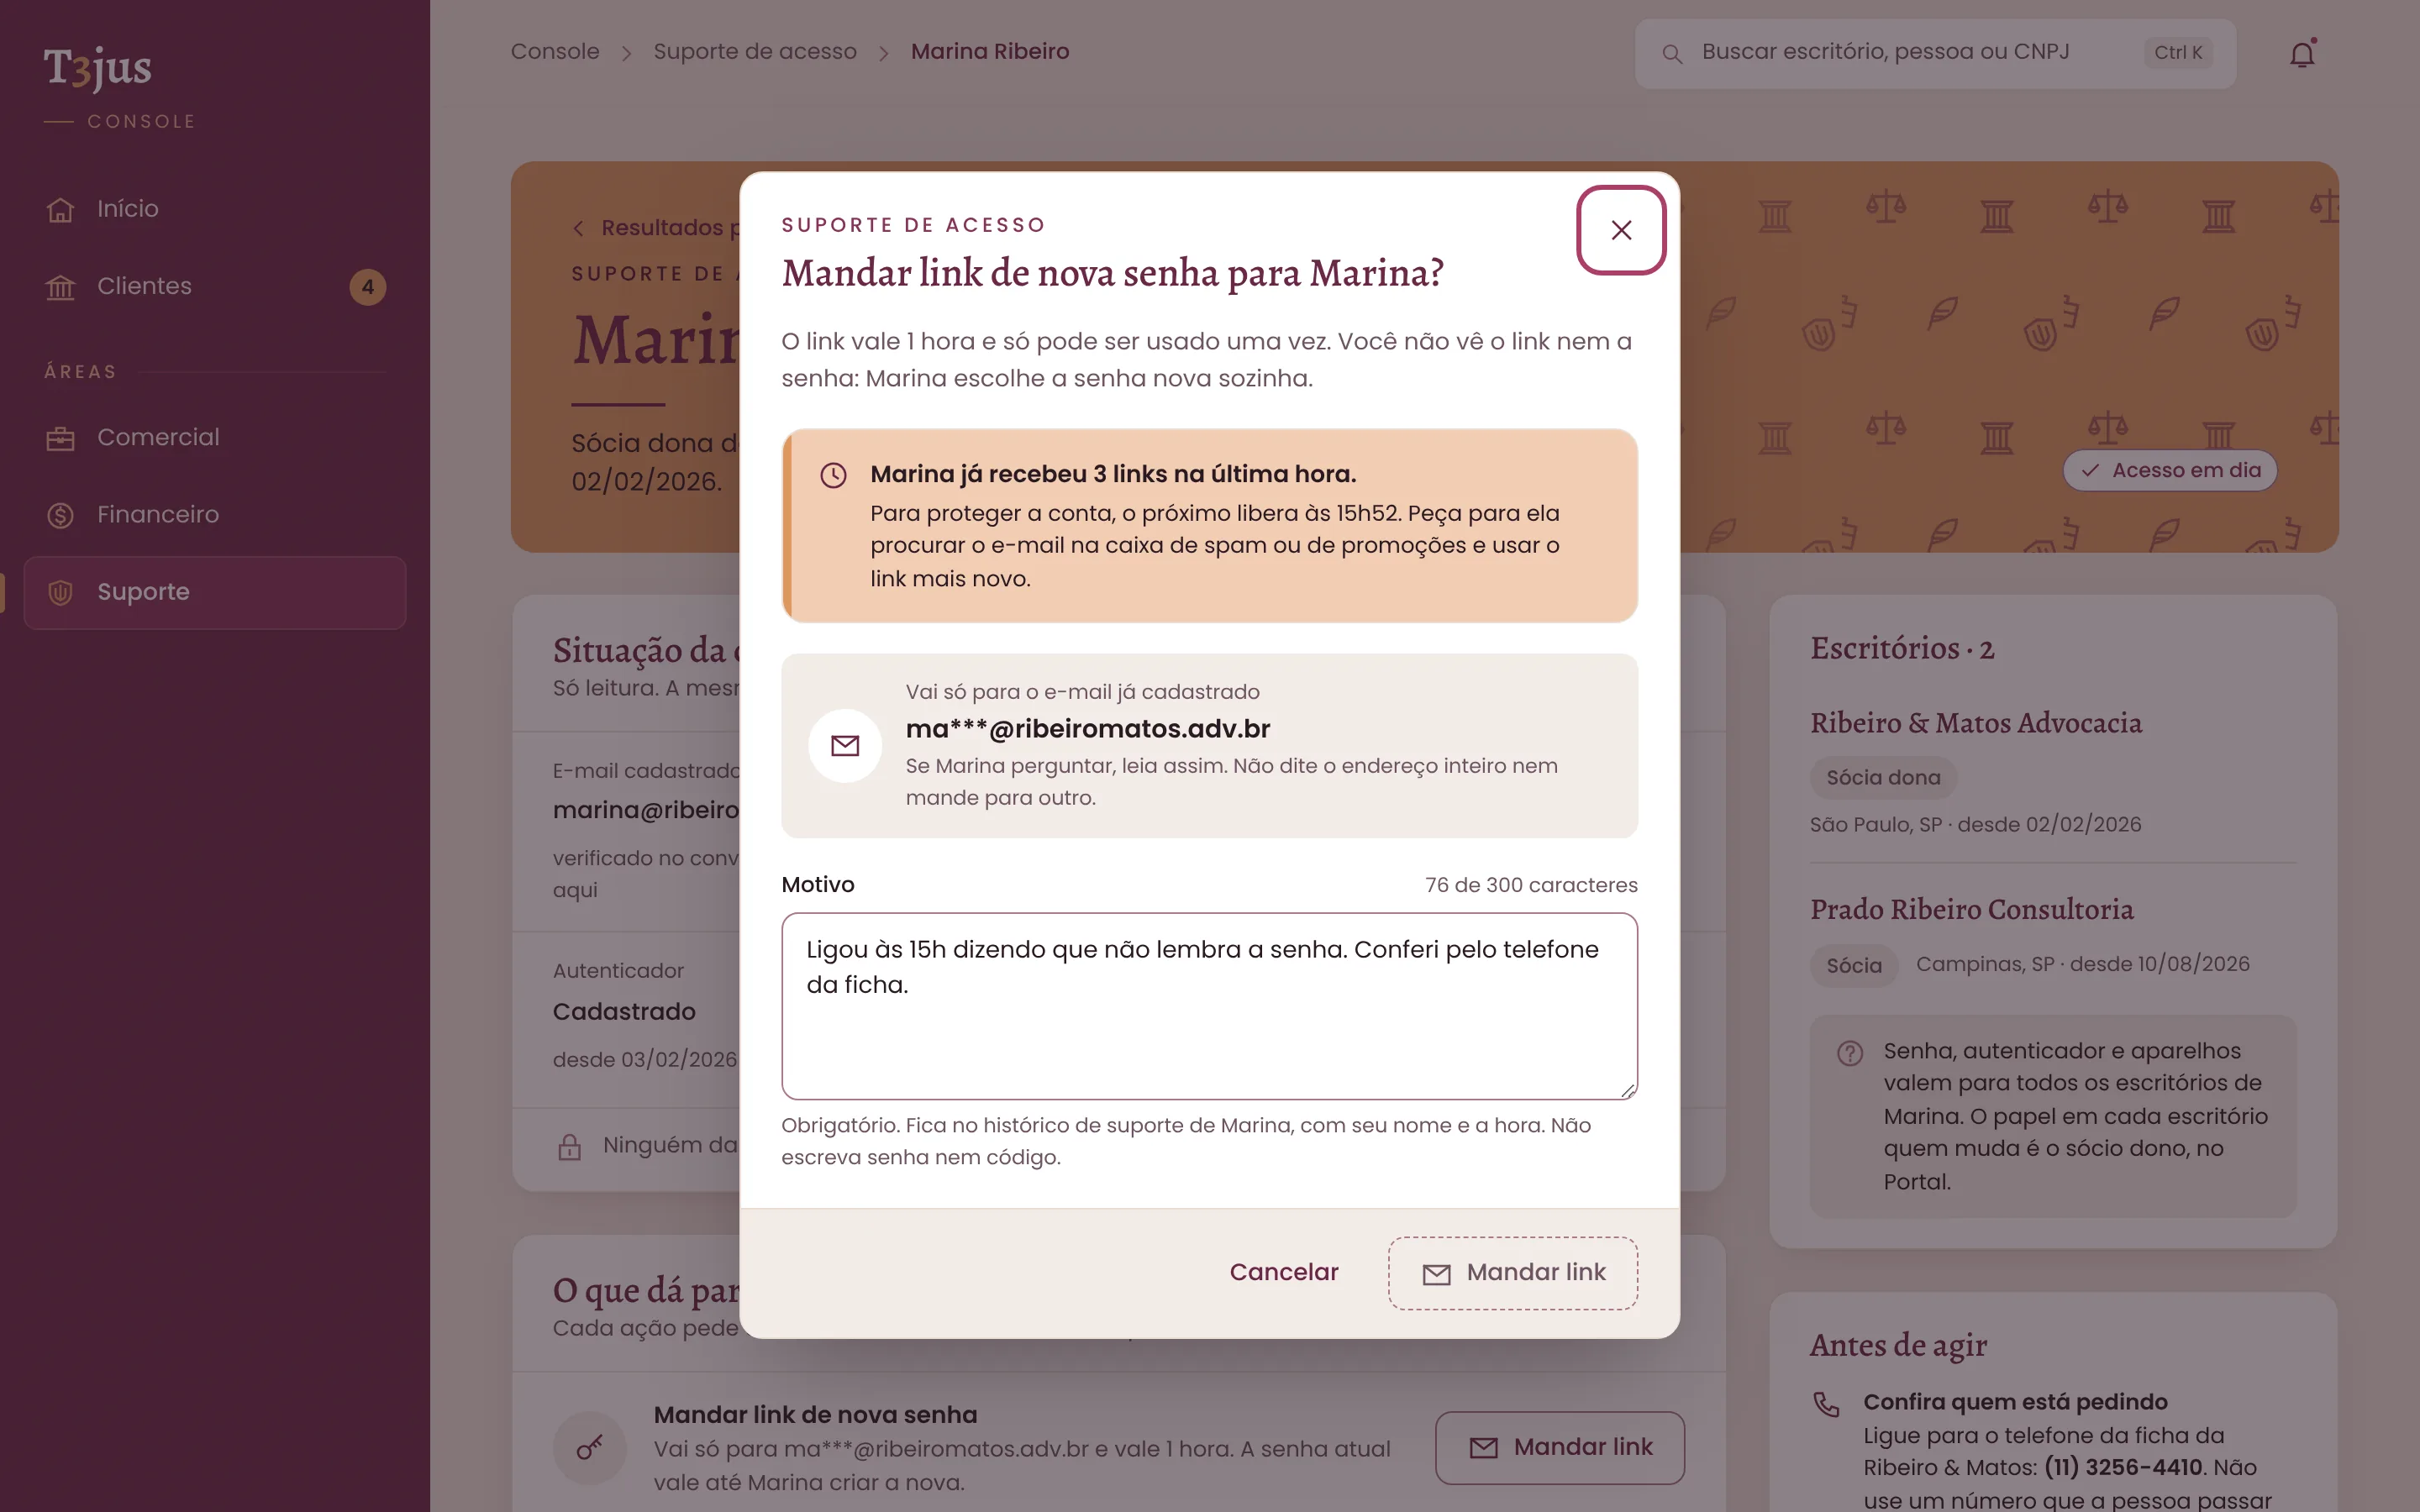 T3jus
CONSOLE
Início
Clientes
4
ÁREAS
Comercial
Financeiro
Suporte
Console
Suporte de acesso
Marina Ribeiro
Buscar escritório, pessoa ou CNPJ
Ctrl K
Resultados
SUPORTE DE
Marin
Sócia dona d
02/02/2026.
Acesso em dia
SUPORTE DE ACESSO
Mandar link de nova senha para Marina?
O link vale 1 hora e só pode ser usado uma vez. Você não vê o link nem a
senha: Marina escolhe a senha nova sozinha.
Marina já recebeu 3 links na última hora.
Para proteger a conta, o próximo libera às 15h52. Peça para ela
procurar o e-mail na caixa de spam ou de promoções e usar o
link mais novo.
Vai só para o e-mail já cadastrado
ma***@ribeiromatos.adv.br
Se Marina perguntar, leia assim. Não dite o endereço inteiro nem
mande para outro.
Motivo
76 de 300 caracteres
Ligou às 15h dizendo que não lembra a senha. Conferi pelo telefone
da ficha.
Obrigatório. Fica no histórico de suporte de Marina, com seu nome e a hora. Não
escreva senha nem código.
Cancelar
Mandar link
Situação da
Só leitura. A mesr
E-mail cadastrado
marina@ribeiro
verificado no conv
aqui
Autenticador
Cadastrado
desde 03/02/2026
Ninguém da
O que dá par
Cada ação pede
Mandar link de nova senha
Vai só para ma***@ribeiromatos.adv.br e vale 1 hora. A senha atual
vale até Marina criar a nova.
Mandar link
Escritórios · 2
Ribeiro & Matos Advocacia
Sócia dona
São Paulo, SP · desde 02/02/2026
Prado Ribeiro Consultoria
Sócia
Campinas, SP · desde 10/08/2026
Senha, autenticador e aparelhos
valem para todos os escritórios de
Marina. O papel em cada escritório
quem muda é o sócio dono, no
Portal.
Antes de agir
Confira quem está pedindo
Ligue para o telefone da ficha da
Ribeiro & Matos: (11) 3256-4410. Não
use um número que a pessoa passar